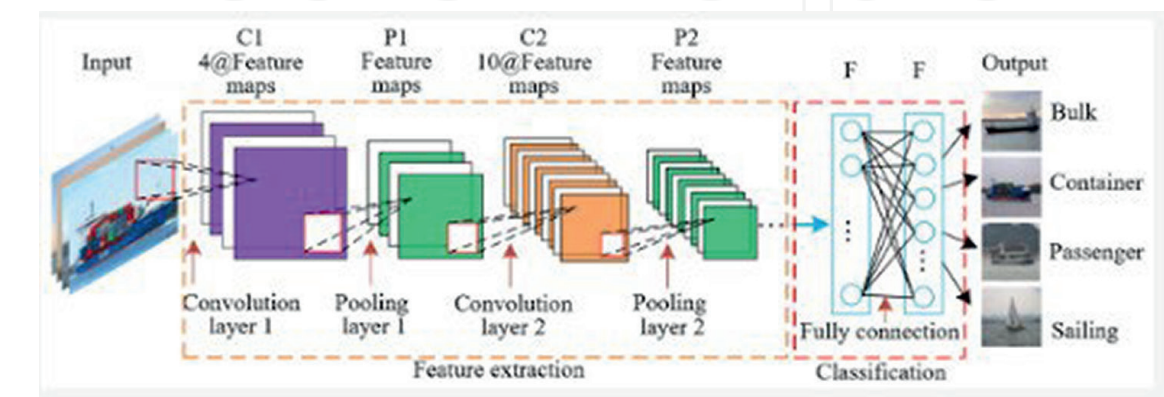 Input
C1
4@Feature
maps
P1
Feature
maps
C2
10@Feature
maps
P2
Feature
maps
F
F
Output
Bulk
Container
Passenger
Sailing
Convolution
layer 1
Pooling
layer 1
Convolution
layer 2
Pooling
layer 2
Fully connection
Feature extraction
Classification